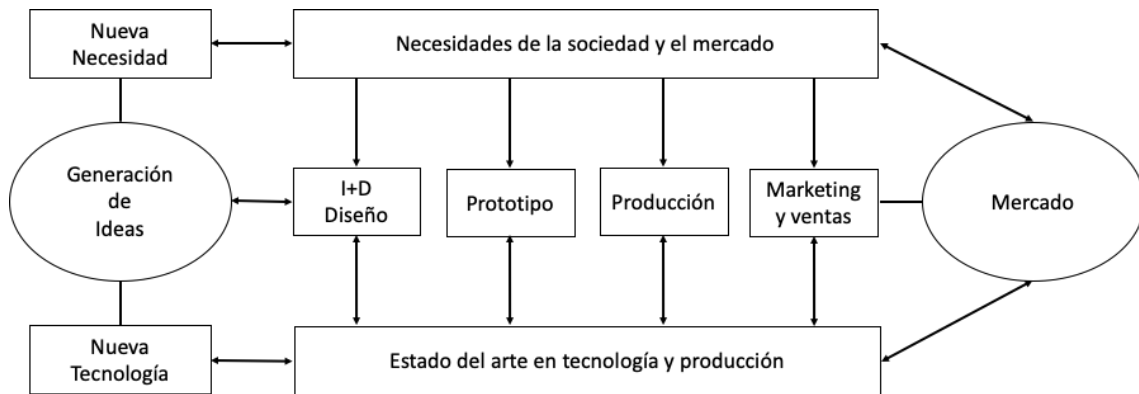 Nueva
Necesidad
Necesidades de la sociedad y el mercado
Generación
de
Ideas
I+D
Diseño
Prototipo
Producción
Marketing
y ventas
Mercado
Nueva
Tecnología
Estado del arte en tecnología y producción